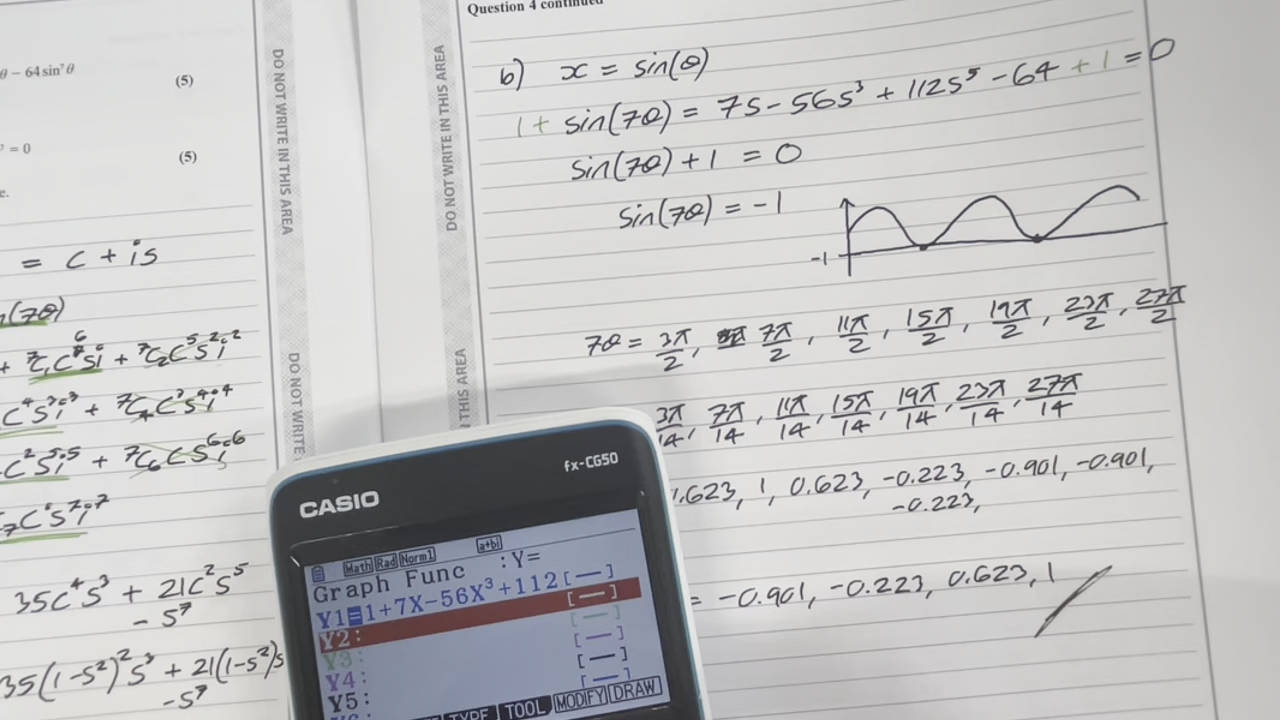 Question 4 continued
θ − 64sin⁷θ
(5)
= 0
(5)
e.
DO NOT WRITE IN THIS AREA
DO NOT WRITE IN THIS AREA
DO NOT WRITE
THIS AREA
= c + is
n(7θ)
+ ⁷C₁c⁶si + ⁷C₂c⁵s²i²
c⁴s³i³ + ⁷C₄c³s⁴i⁴
c²s⁵i⁵ + ⁷C₆cs⁶i⁶
₇c⁰s⁷i⁷
35c⁴s³ + 21c²s⁵
- s⁷
35(1-s²)²s³ + 21(1-s²)s
-s⁷
b) x = sin(θ)
1 + sin(7θ) = 7s - 56s³ + 112s⁵ - 64 + 1 = 0
sin(7θ) + 1 = 0
sin(7θ) = -1
-1
7θ = 3π/2, 7π/2, 11π/2, 15π/2, 19π/2, 23π/2, 27π/2
3π/14, 7π/14, 11π/14, 15π/14, 19π/14, 23π/14, 27π/14
.623, 1, 0.623, -0.223, -0.901, -0.901,
-0.223,
= -0.901, -0.223, 0.623, 1
CASIO
fx-CG50
Math Rad Norm1 a+bi
Graph Func :Y=
Y1=1+7X-56X³+112[—]
Y2: [—]
Y3: [—]
Y4: [—]
Y5: [—]
TYPE TOOL MODIFY DRAW